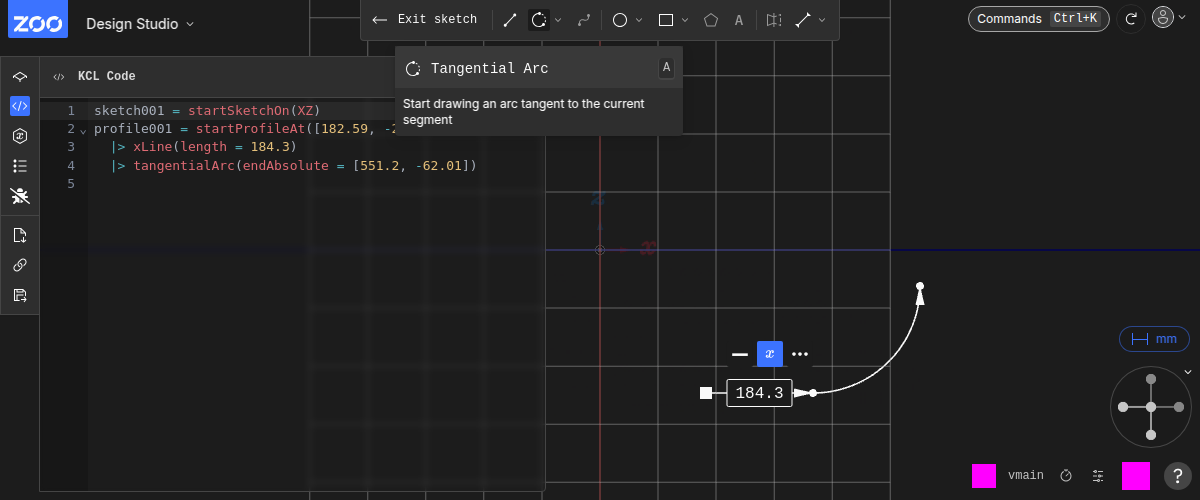 ZOO
Design Studio
Exit sketch
A
Commands Ctrl+K
Tangential Arc A
Start drawing an arc tangent to the current
segment
KCL Code
1 sketch001 = startSketchOn(XZ)
2 profile001 = startProfileAt([182.59, -2
3 |> xLine(length = 184.3)
4 |> tangentialArc(endAbsolute = [551.2, -62.01])
5
z
x
x
184.3
mm
vmain
?